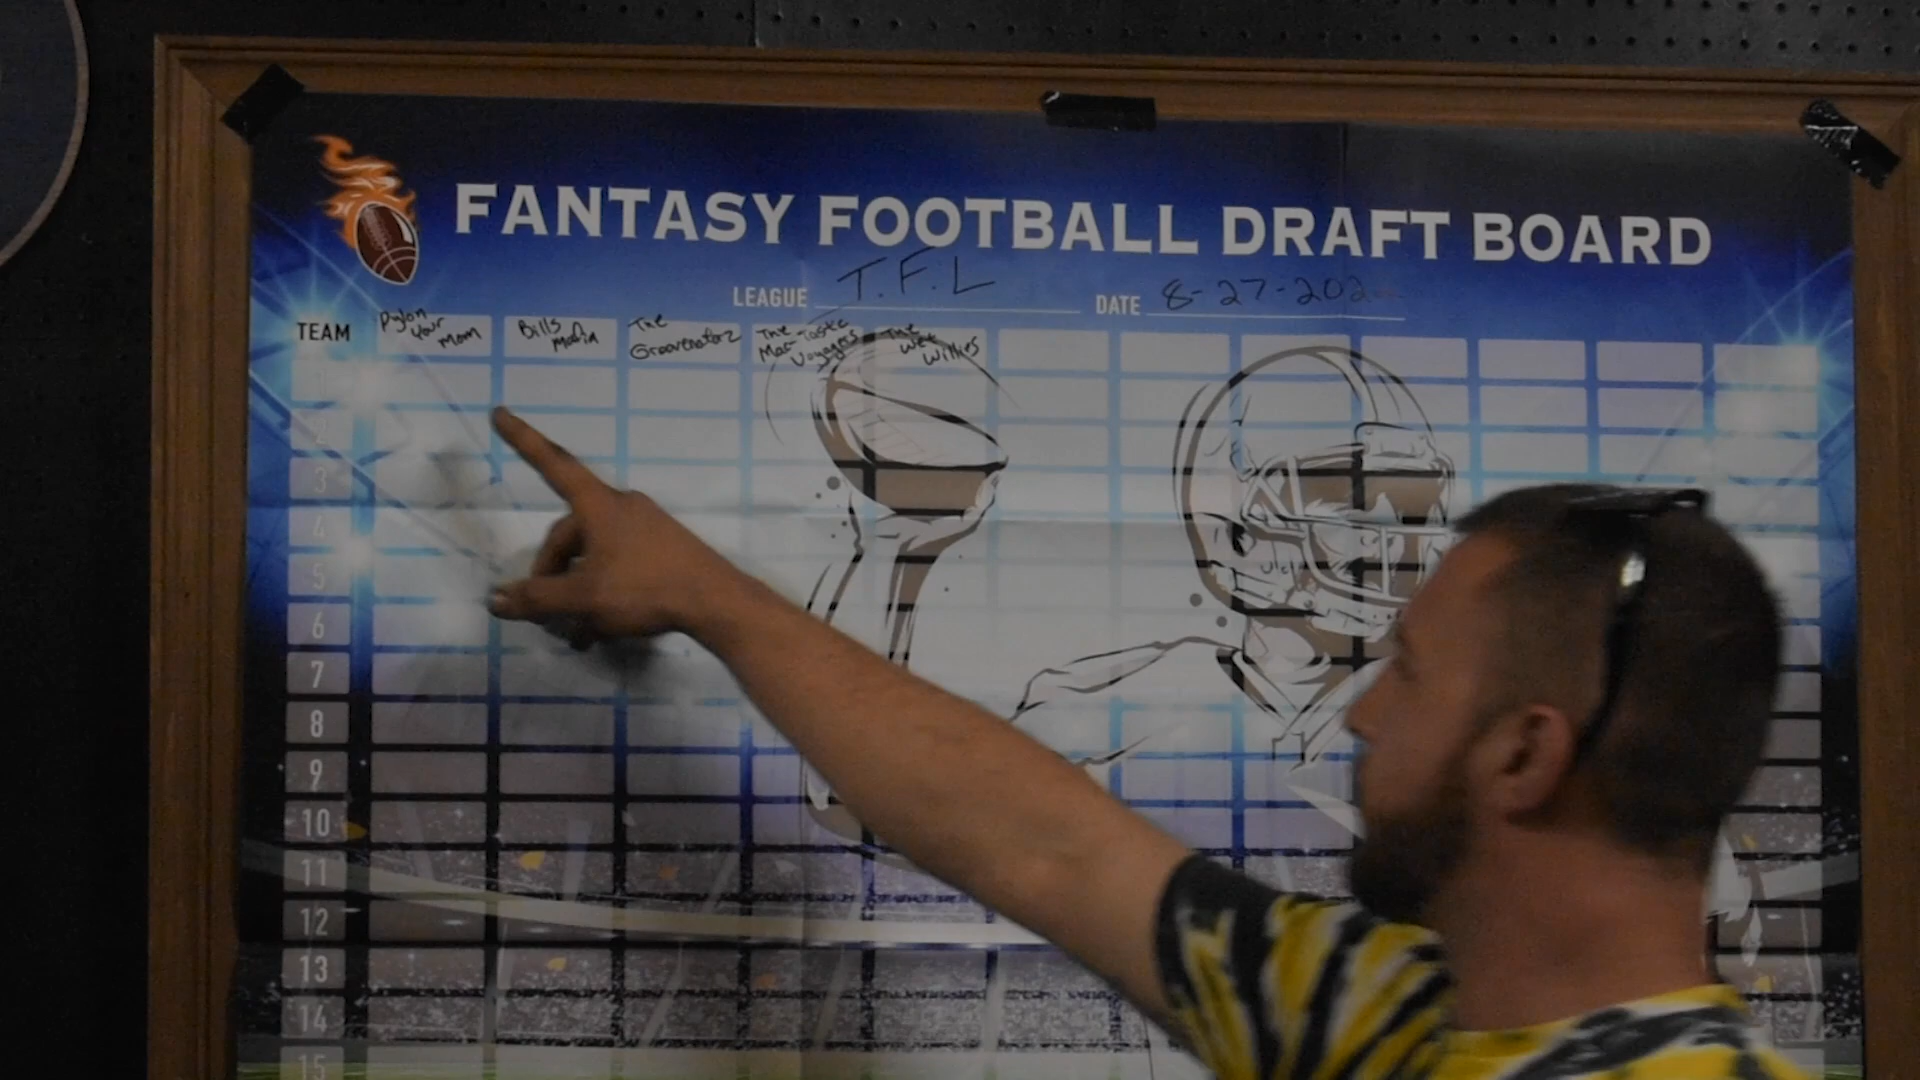 FANTASY FOOTBALL DRAFT BOARD
LEAGUE T.F.L DATE 8-27-202
TEAM
Pylon
Your
Mom
Bills
Mafia
The
Groovenatorz
The
Mar-Tastic
Voyagers
The
Wet
Willies
2
3
4
5
6
7
8
9
10
11
12
13
14
15